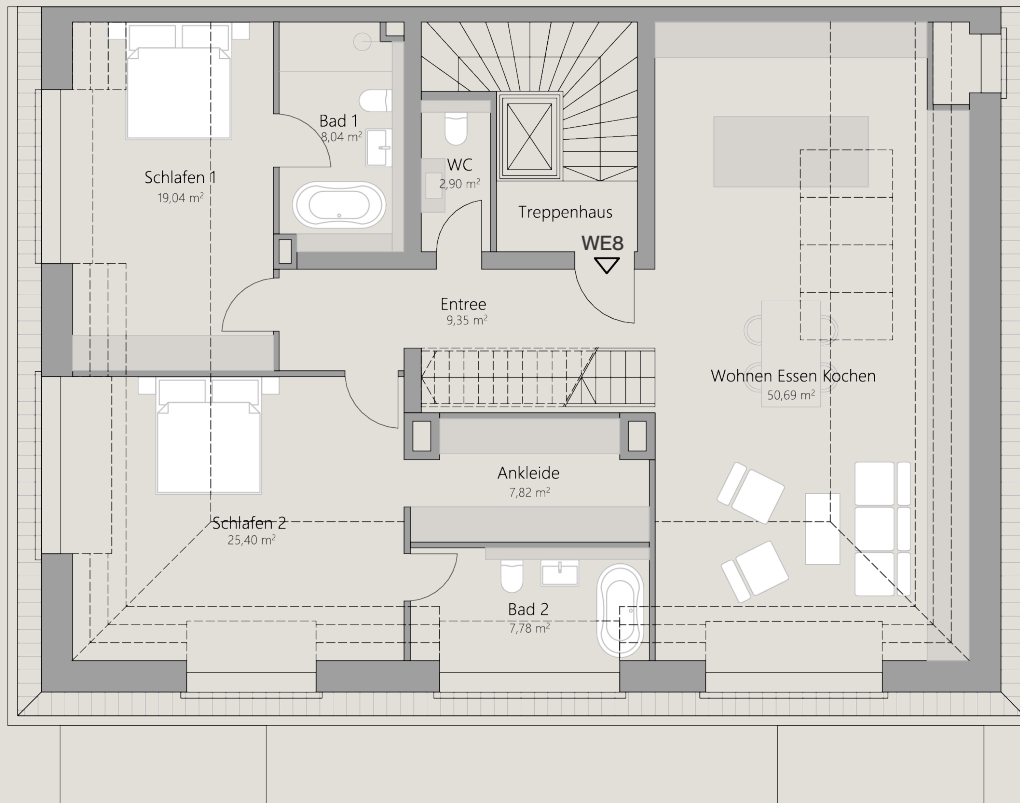 Bad 1
8,04 m²
WC
2,90 m²
Schlafen 1
19,04 m²
Treppenhaus
WE8
Entree
9,35 m²
Wohnen Essen Kochen
50,69 m²
Ankleide
7,82 m²
Schlafen 2
25,40 m²
Bad 2
7,78 m²